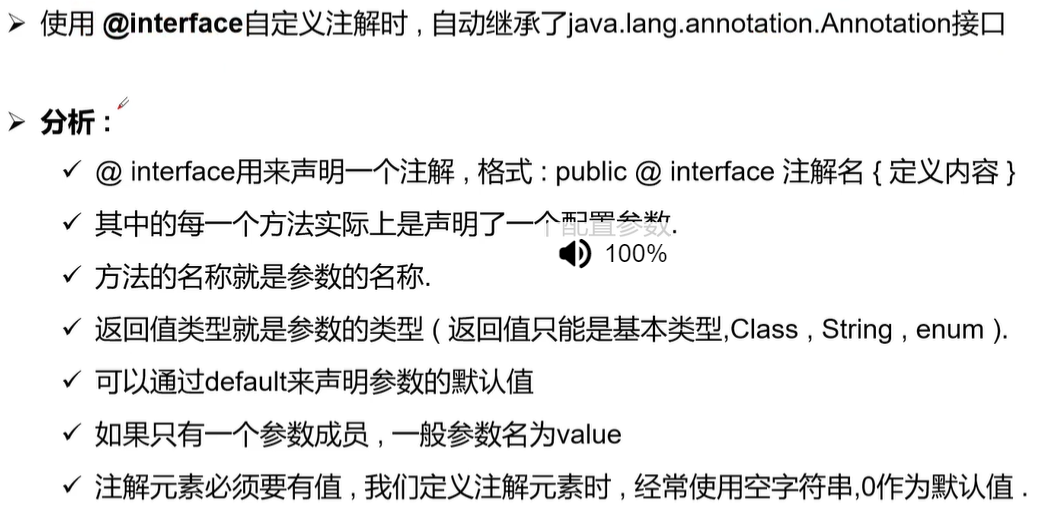 使用 @interface自定义注解时 , 自动继承了java.lang.annotation.Annotation接口
分析 :
@ interface用来声明一个注解 , 格式 : public @ interface 注解名 { 定义内容 }
其中的每一个方法实际上是声明了一个配置参数.
100%
方法的名称就是参数的名称.
返回值类型就是参数的类型 ( 返回值只能是基本类型,Class , String , enum ).
可以通过default来声明参数的默认值
如果只有一个参数成员 , 一般参数名为value
注解元素必须要有值 , 我们定义注解元素时 , 经常使用空字符串,0作为默认值 .